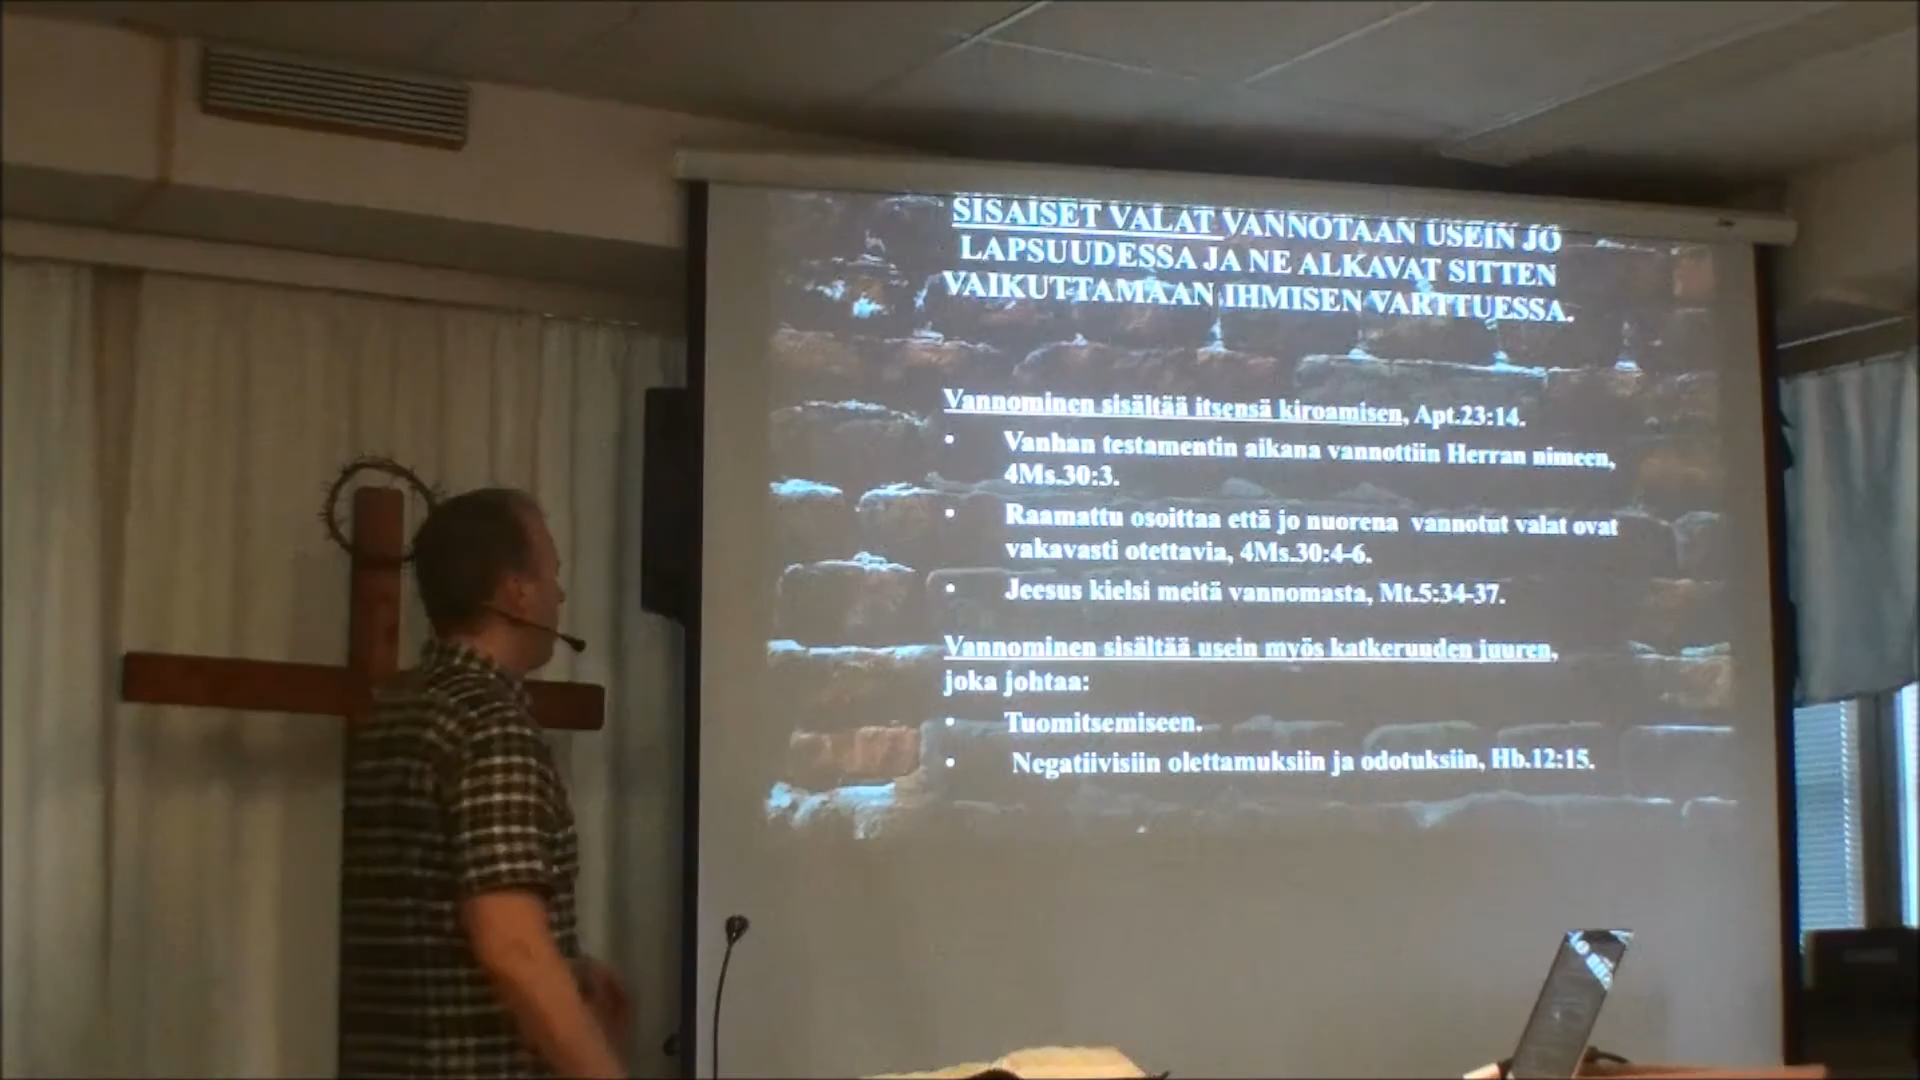 SISÄISET VALAT VANNOTAAN USEIN JO
LAPSUUDESSA JA NE ALKAVAT SITTEN
VAIKUTTAMAAN IHMISEN VARTTUESSA.
Vannominen sisältää itsensä kiroamisen, Apt.23:14.
• Vanhan testamentin aikana vannottiin Herran nimeen,
4Ms.30:3.
• Raamattu osoittaa että jo nuorena vannotut valat ovat
vakavasti otettavia, 4Ms.30:4-6.
• Jeesus kielsi meitä vannomasta, Mt.5:34-37.
Vannominen sisältää usein myös katkeruuden juuren,
joka johtaa:
• Tuomitsemiseen.
• Negatiivisiin olettamuksiin ja odotuksiin, Hb.12:15.